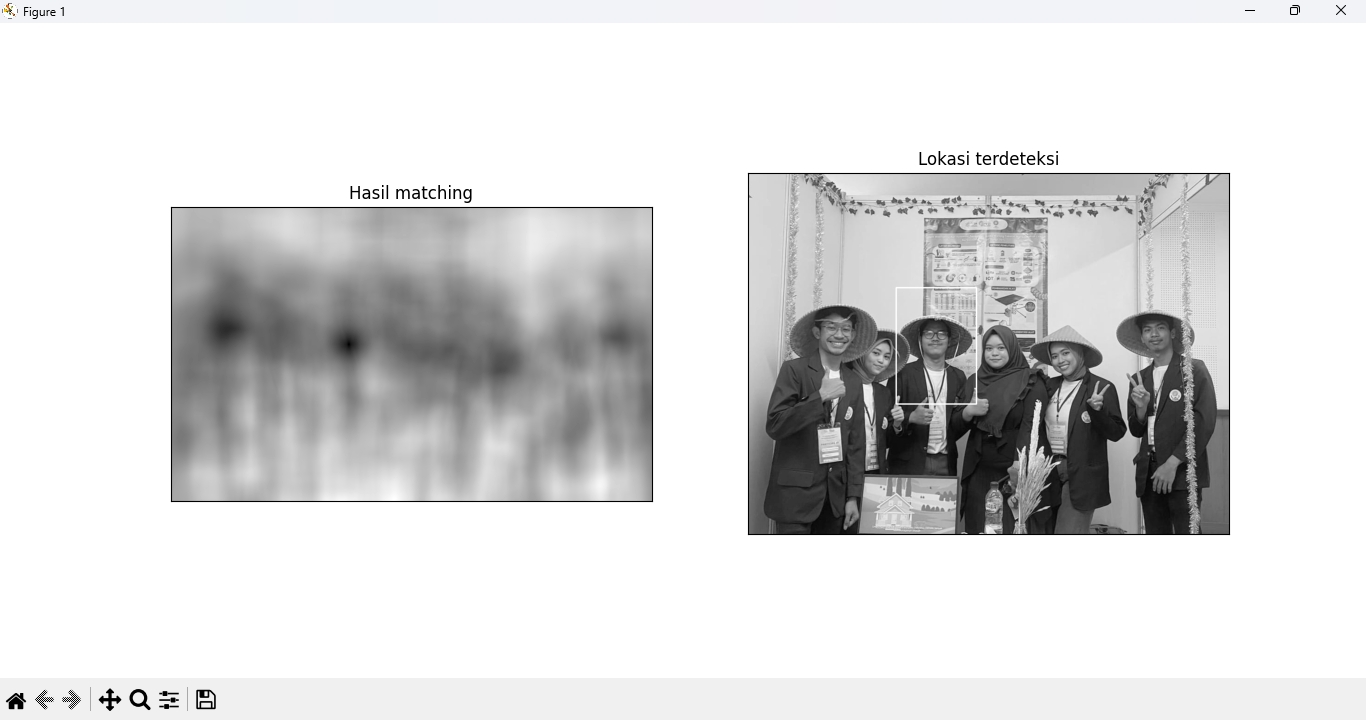 Figure 1
Hasil matching
Lokasi terdeteksi